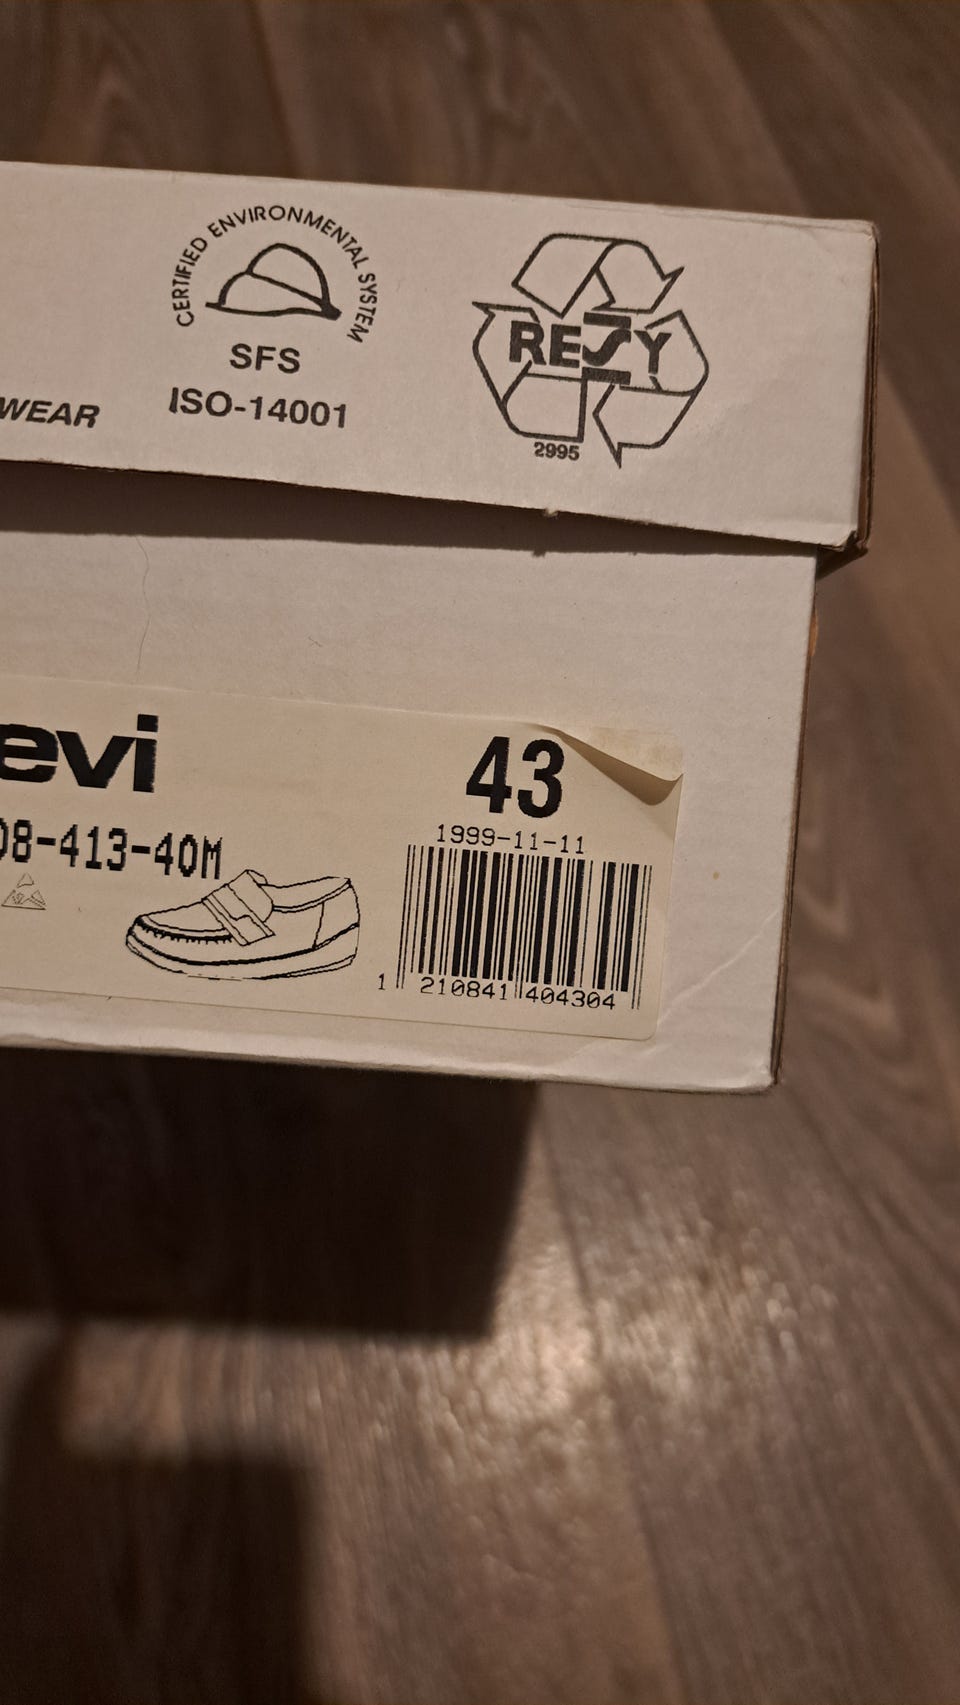 CERTIFIED ENVIRONMENTAL SYSTEM
SFS
ISO-14001
WEAR
RESY
2995
evi
43
08-413-40M
1999-11-11
1 210841 404304